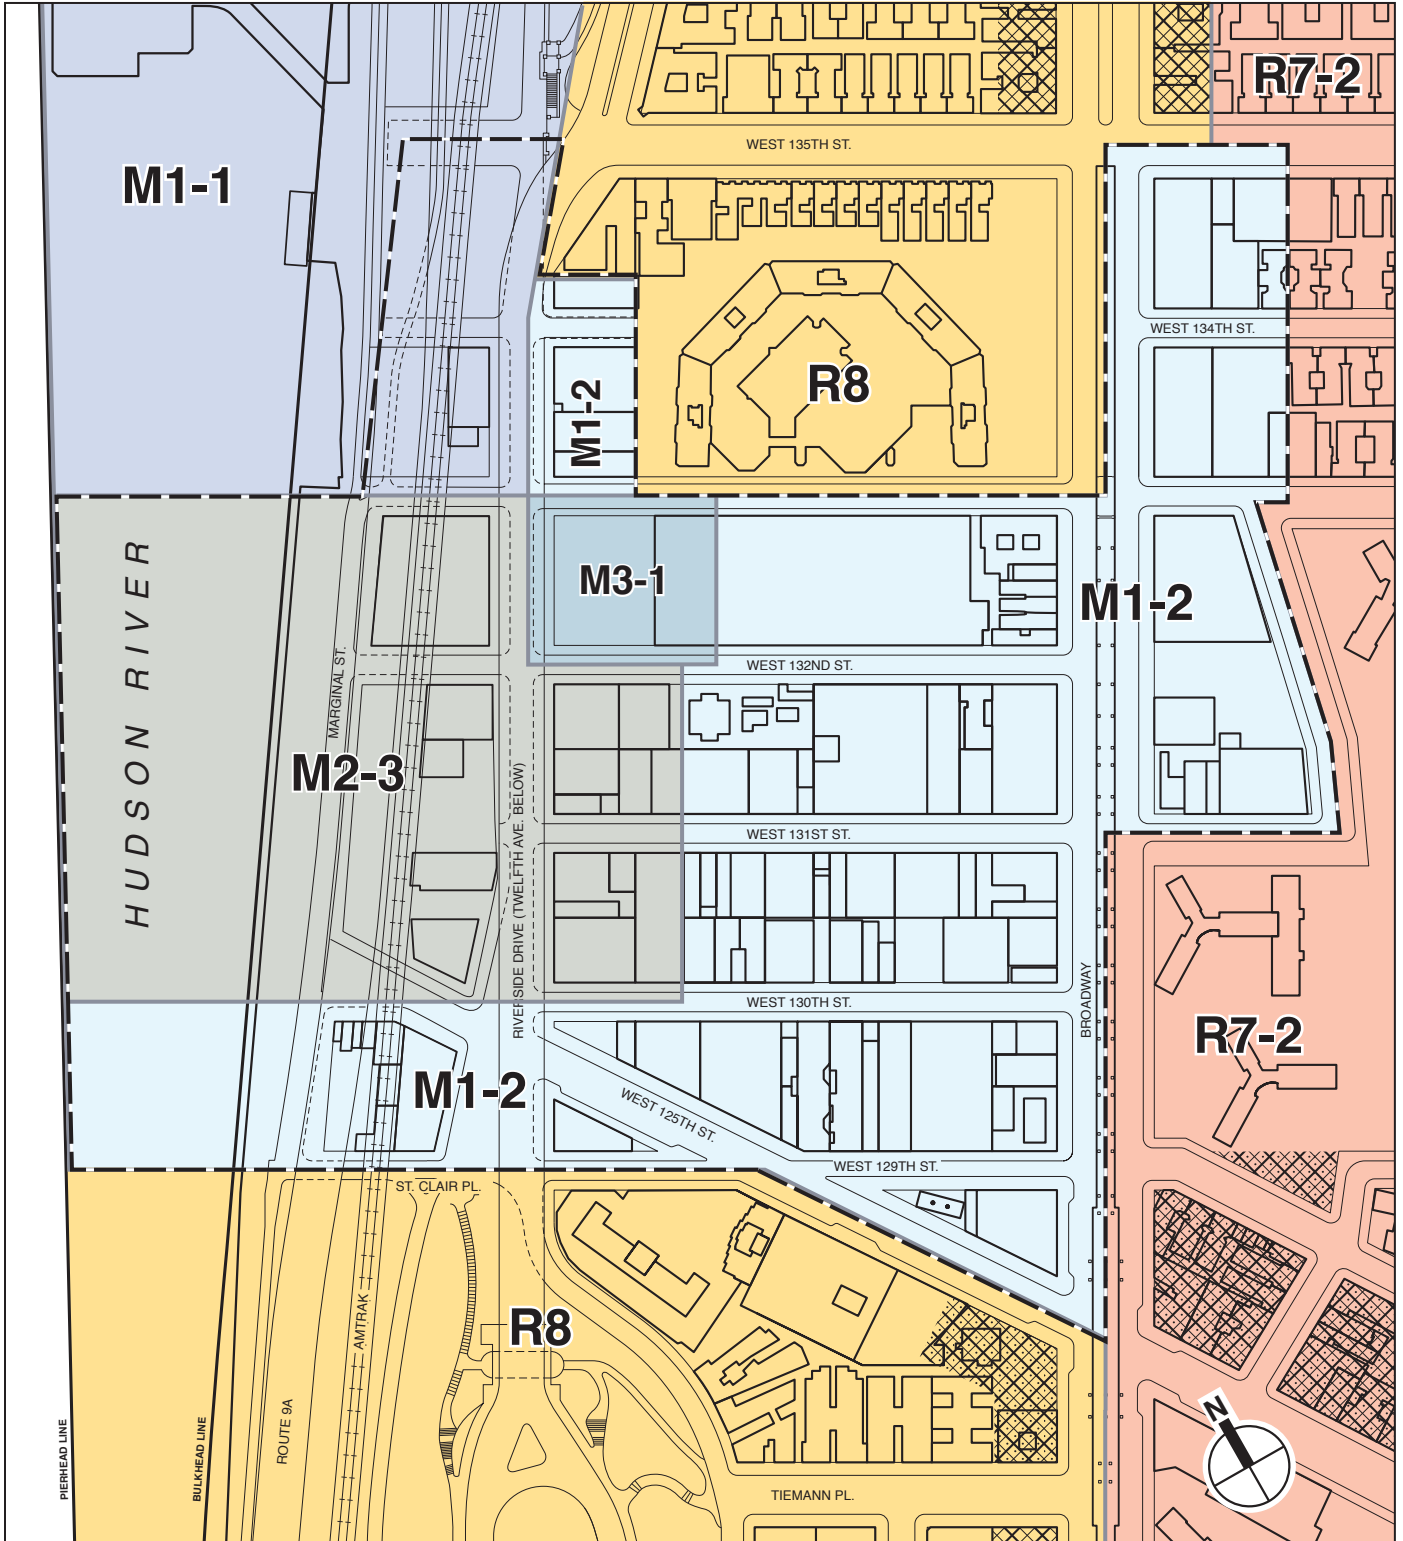 R7-2
WEST 135TH ST.
M1-1
WEST 134TH ST.
R8
M1-2
HUDSON RIVER
M3-1
M1-2
WEST 132ND ST.
MARGINAL ST.
M2-3
RIVERSIDE DRIVE (TWELFTH AVE. BELOW)
WEST 131ST ST.
BROADWAY
WEST 130TH ST.
R7-2
M1-2
WEST 125TH ST.
WEST 129TH ST.
ST. CLAIR PL.
R8
AMTRAK
ROUTE 9A
PIERHEAD LINE
BULKHEAD LINE
N
TIEMANN PL.